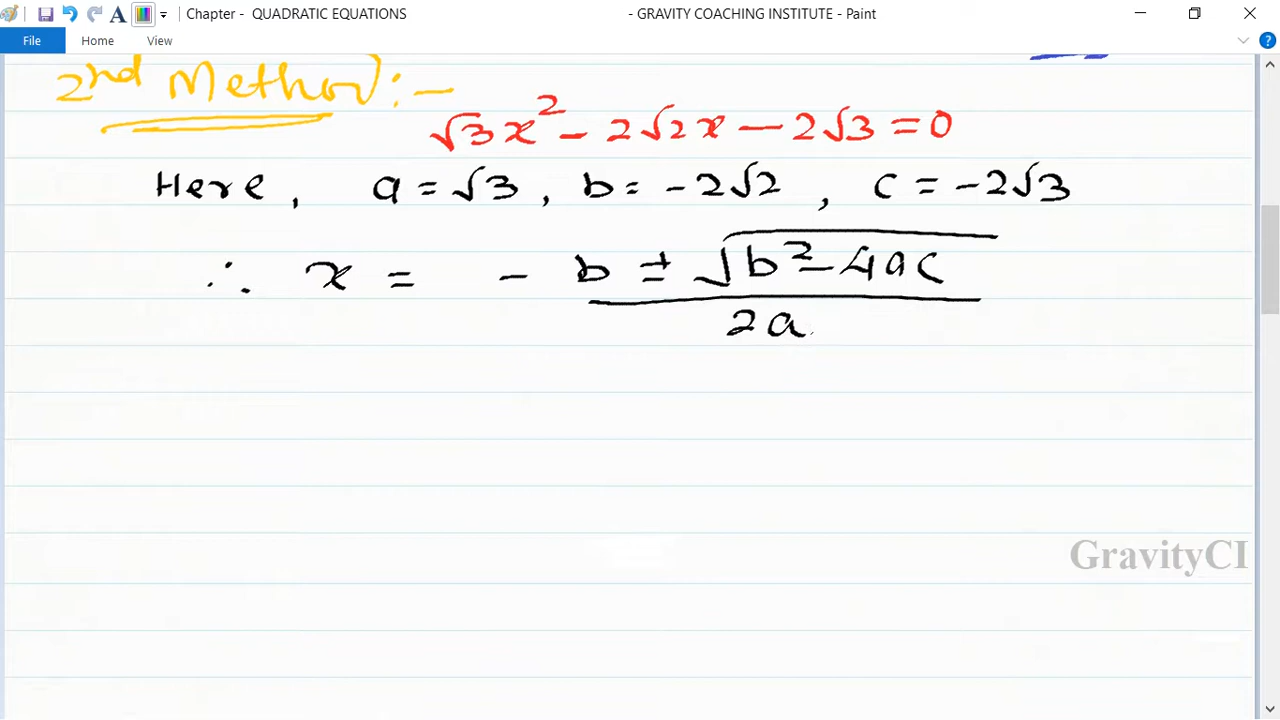 Chapter - QUADRATIC EQUATIONS - GRAVITY COACHING INSTITUTE - Paint
File Home View
2nd Method:-
√3x² - 2√2x - 2√3 = 0
Here, a = √3, b = -2√2, c = -2√3
∴ x = - b ± √b² - 4ac
2a
GravityCI